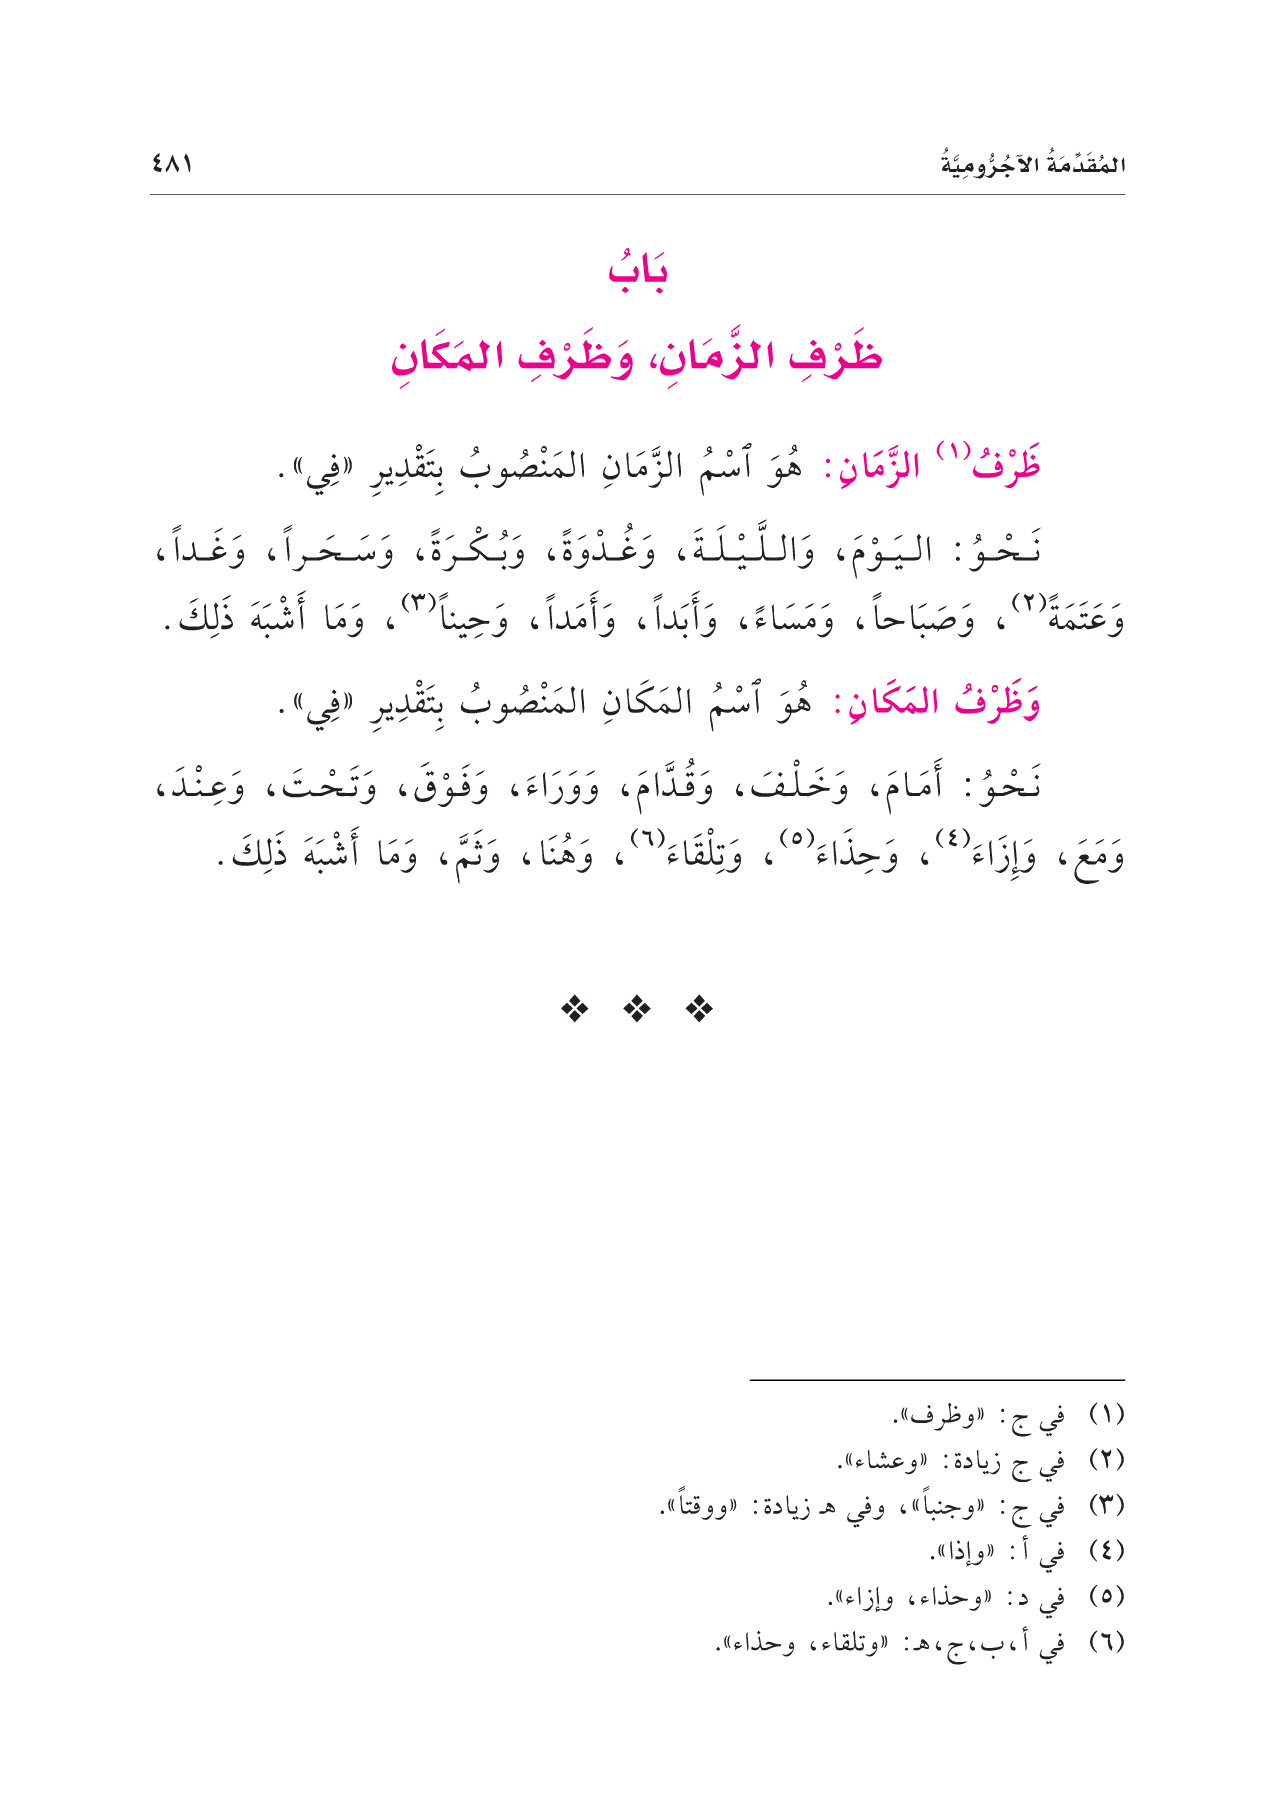 المُقَدِّمَةُ الآجُرُّومِيَّةُ ٤٨١
بَابُ
ظَرْفِ الزَّمَانِ، وَظَرْفِ المَكَانِ
ظَرْفُ(١) الزَّمَانِ: هُوَ ٱسْمُ الزَّمَانِ المَنْصُوبُ بِتَقْدِيرِ «فِي».
نَحْوُ: اليَوْمَ، وَاللَّيْلَةَ، وَغُدْوَةً، وَبُكْرَةً، وَسَحَراً، وَغَداً،
وَعَتَمَةً(٢)، وَصَبَاحاً، وَمَسَاءً، وَأَبَداً، وَأَمَداً، وَحِيناً(٣)، وَمَا أَشْبَهَ ذَلِكَ.
وَظَرْفُ المَكَانِ: هُوَ ٱسْمُ المَكَانِ المَنْصُوبُ بِتَقْدِيرِ «فِي».
نَحْوُ: أَمَامَ، وَخَلْفَ، وَقُدَّامَ، وَوَرَاءَ، وَفَوْقَ، وَتَحْتَ، وَعِنْدَ،
وَمَعَ، وَإِزَاءَ(٤)، وَحِذَاءَ(٥)، وَتِلْقَاءَ(٦)، وَهُنَا، وَثَمَّ، وَمَا أَشْبَهَ ذَلِكَ.
(١) في ج: «وظرف».
(٢) في ج زيادة: «وعشاء».
(٣) في ج: «وجنباً»، وفي هـ زيادة: «ووقتاً».
(٤) في أ: «وإذا».
(٥) في د: «وحذاء، وإزاء».
(٦) في أ،ب،ج،هـ: «وتلقاء، وحذاء».